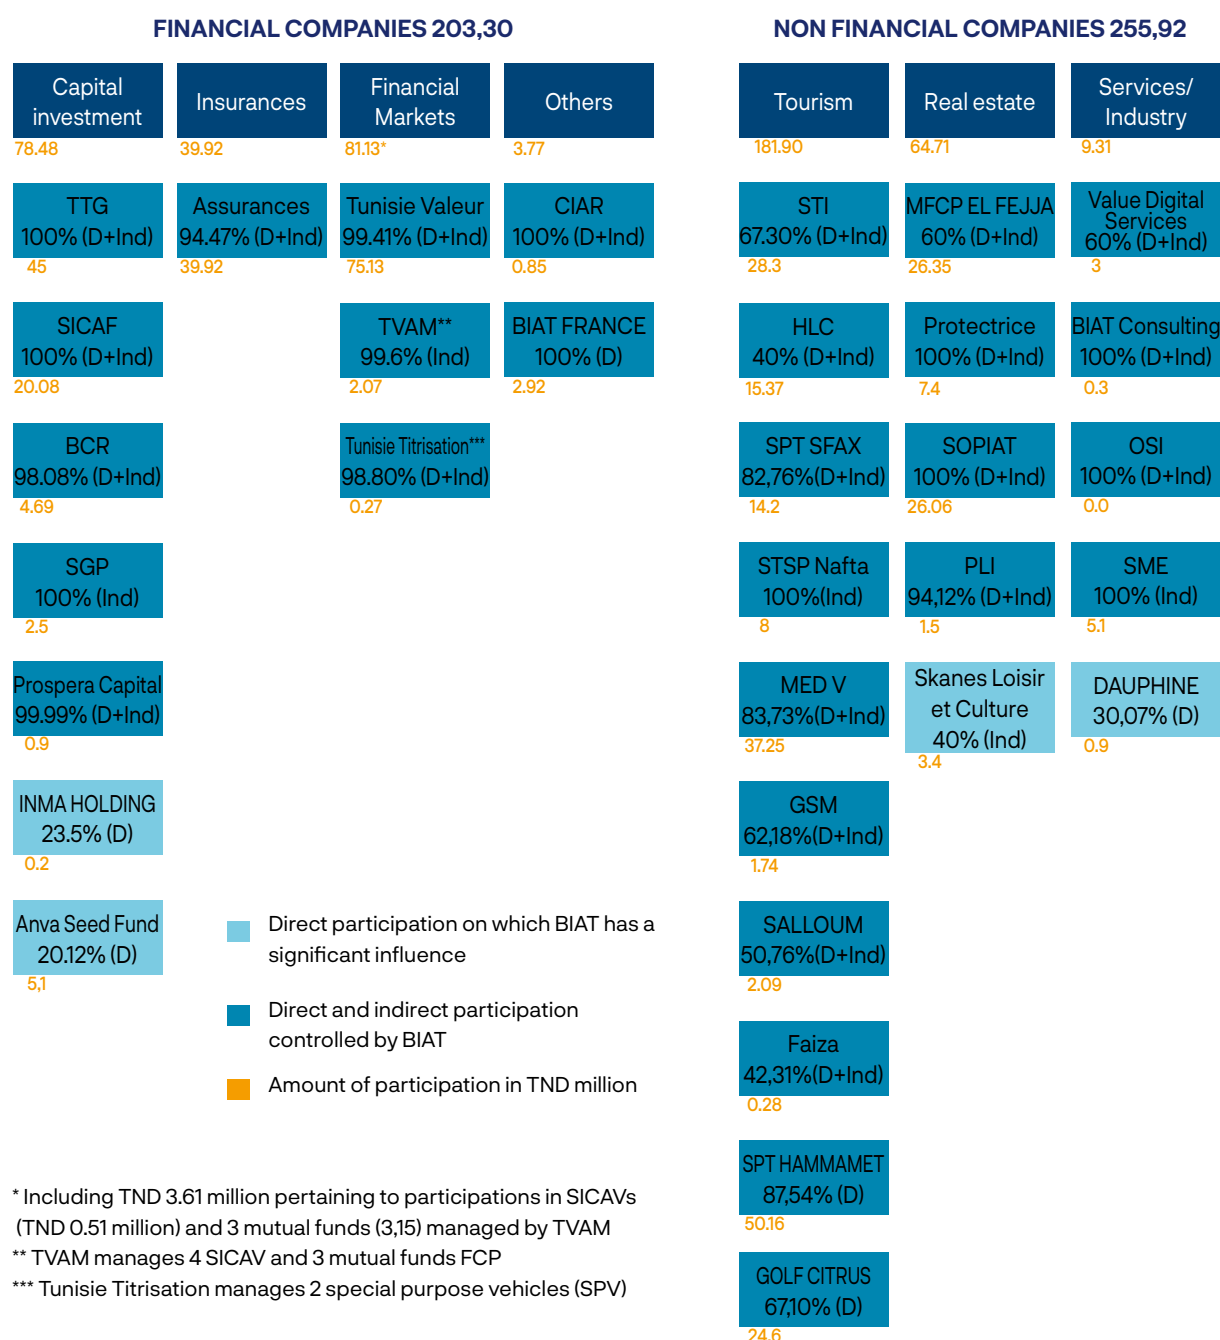 FINANCIAL COMPANIES 203,30
Capital
investment
78.48
TTG
100% (D+Ind)
45
SICAF
100% (D+Ind)
20.08
BCR
98.08% (D+Ind)
4.69
SGP
100% (Ind)
2.5
Prospera Capital
99.99% (D+Ind)
0.9
INMA HOLDING
23.5% (D)
0.2
Anva Seed Fund
20.12% (D)
5,1
Insurances
39.92
Assurances
94.47% (D+Ind)
39.92
Financial
Markets
81.13*
Tunisie Valeur
99.41% (D+Ind)
75.13
TVAM**
99.6% (Ind)
2.07
Tunisie Titrisation***
98.80% (D+Ind)
0.27
Others
3.77
CIAR
100% (D+Ind)
0.85
BIAT FRANCE
100% (D)
2.92
NON FINANCIAL COMPANIES 255,92
Tourism
181.90
STI
67.30% (D+Ind)
28.3
HLC
40% (D+Ind)
15.37
SPT SFAX
82,76%(D+Ind)
14.2
STSP Nafta
100%(Ind)
8
MED V
83,73%(D+Ind)
37.25
GSM
62,18%(D+Ind)
1.74
SALLOUM
50,76%(D+Ind)
2.09
Faiza
42,31%(D+Ind)
0.28
SPT HAMMAMET
87,54% (D)
50.16
GOLF CITRUS
67,10% (D)
24.6
Real estate
64.71
MFCP EL FEJJA
60% (D+Ind)
26.35
Protectrice
100% (D+Ind)
7.4
SOPIAT
100% (D+Ind)
26.06
PLI
94,12% (D+Ind)
1.5
Skanes Loisir
et Culture
40% (Ind)
3.4
Services/
Industry
9.31
Value Digital
Services
60% (D+Ind)
3
BIAT Consulting
100% (D+Ind)
0.3
OSI
100% (D+Ind)
0.0
SME
100% (Ind)
5.1
DAUPHINE
30,07% (D)
0.9
Direct participation on which BIAT has a
significant influence
Direct and indirect participation
controlled by BIAT
Amount of participation in TND million
* Including TND 3.61 million pertaining to participations in SICAVs
(TND 0.51 million) and 3 mutual funds (3,15) managed by TVAM
** TVAM manages 4 SICAV and 3 mutual funds FCP
*** Tunisie Titrisation manages 2 special purpose vehicles (SPV)